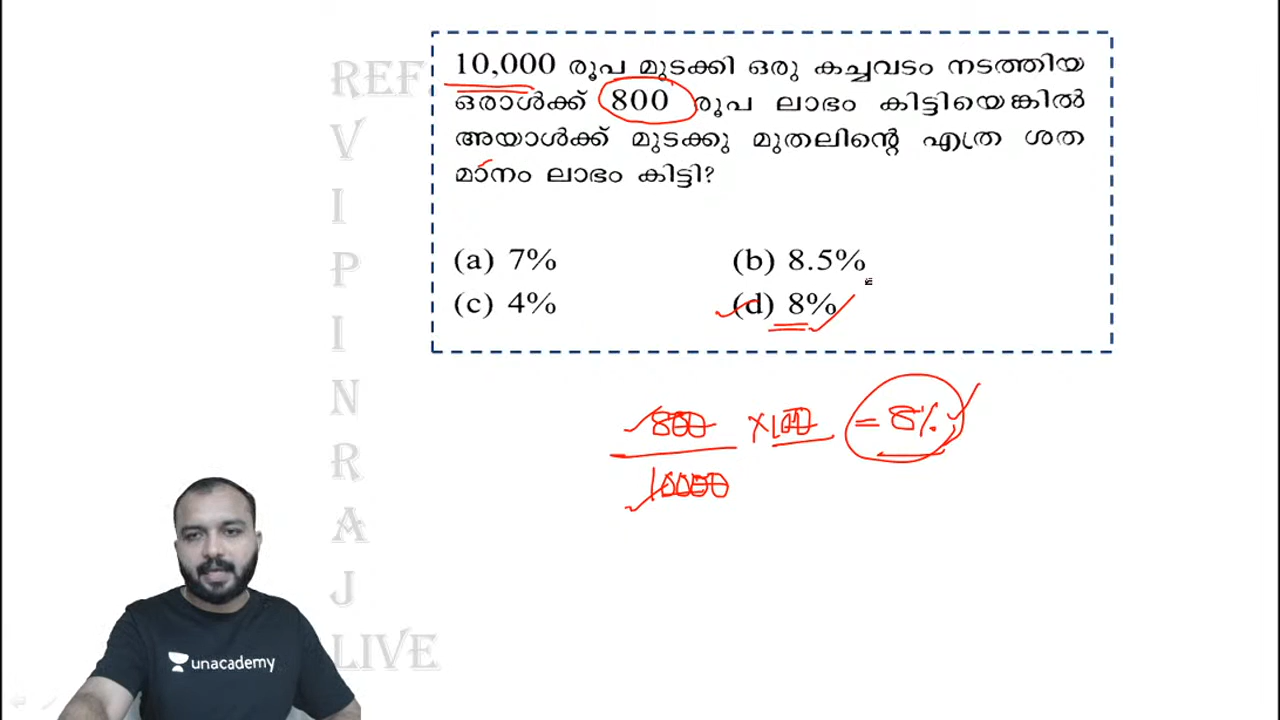 REF
V
I
P
I
N
R
A
J
LIVE
10,000 രൂപ മുടക്കി ഒരു കച്ചവടം നടത്തിയ
ഒരാൾക്ക് 800 രൂപ ലാഭം കിട്ടിയെങ്കിൽ
അയാൾക്ക് മുടക്കു മുതലിന്റെ എത്ര ശത
മാനം ലാഭം കിട്ടി?
(a) 7% (b) 8.5%
(c) 4% (d) 8%
800 ×100 = 8%
10000
unacademy